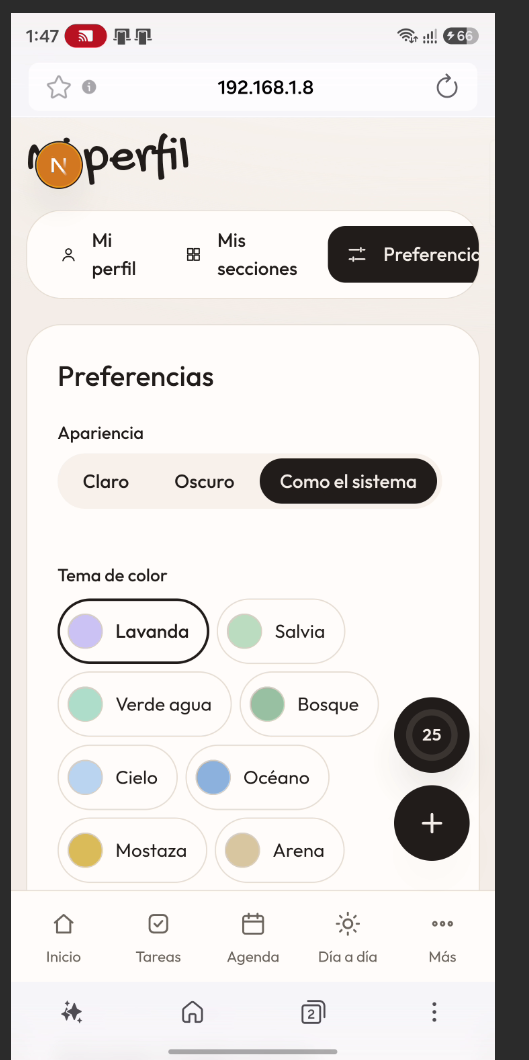 1:47
66
192.168.1.8
N
perfil
Mi
perfil
Mis
secciones
Preferencic
Preferencias
Apariencia
Claro Oscuro Como el sistema
Tema de color
Lavanda Salvia
Verde agua Bosque
25
Cielo Océano
Mostaza Arena
Inicio Tareas Agenda Día a día Más
2